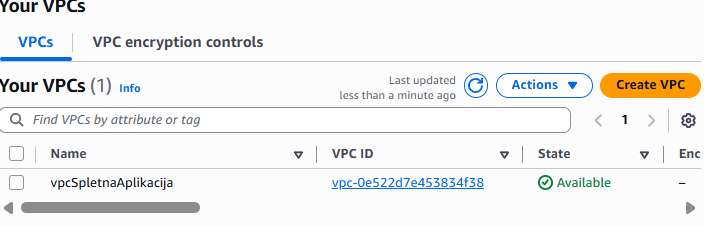 Your VPCs
VPCs
VPC encryption controls
Your VPCs (1) Info
Last updated
less than a minute ago
Actions
Create VPC
Find VPCs by attribute or tag
1
Name
VPC ID
State
Enc
vpcSpletnaAplikacija
vpc-0e522d7e453834f38
Available
–